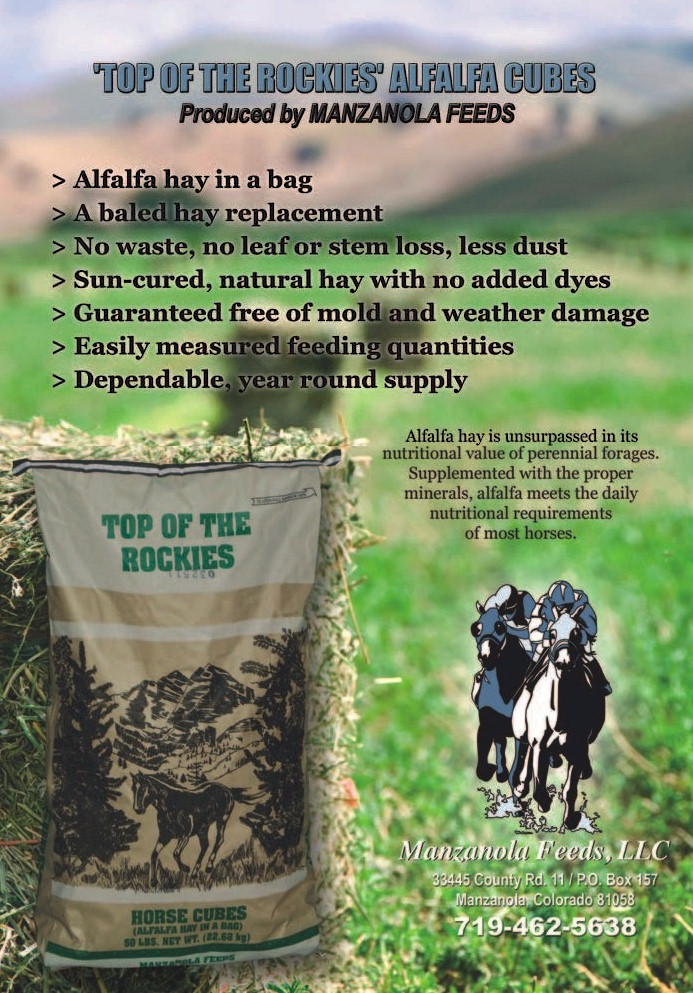 'TOP OF THE ROCKIES' ALFALFA CUBES
Produced by MANZANOLA FEEDS
> Alfalfa hay in a bag
> A baled hay replacement
> No waste, no leaf or stem loss, less dust
> Sun-cured, natural hay with no added dyes
> Guaranteed free of mold and weather damage
> Easily measured feeding quantities
> Dependable, year round supply
Alfalfa hay is unsurpassed in its
nutritional value of perennial forages.
Supplemented with the proper
minerals, alfalfa meets the daily
nutritional requirements
of most horses.
TOP OF THE
ROCKIES
HORSE CUBES
(ALFALFA HAY IN A BAG)
50 LBS. NET WT. (22.68 kg)
MANZANOLA FEEDS
Manzanola Feeds, LLC
33445 County Rd. 11 / P.O. Box 157
Manzanola, Colorado 81058
719-462-5638